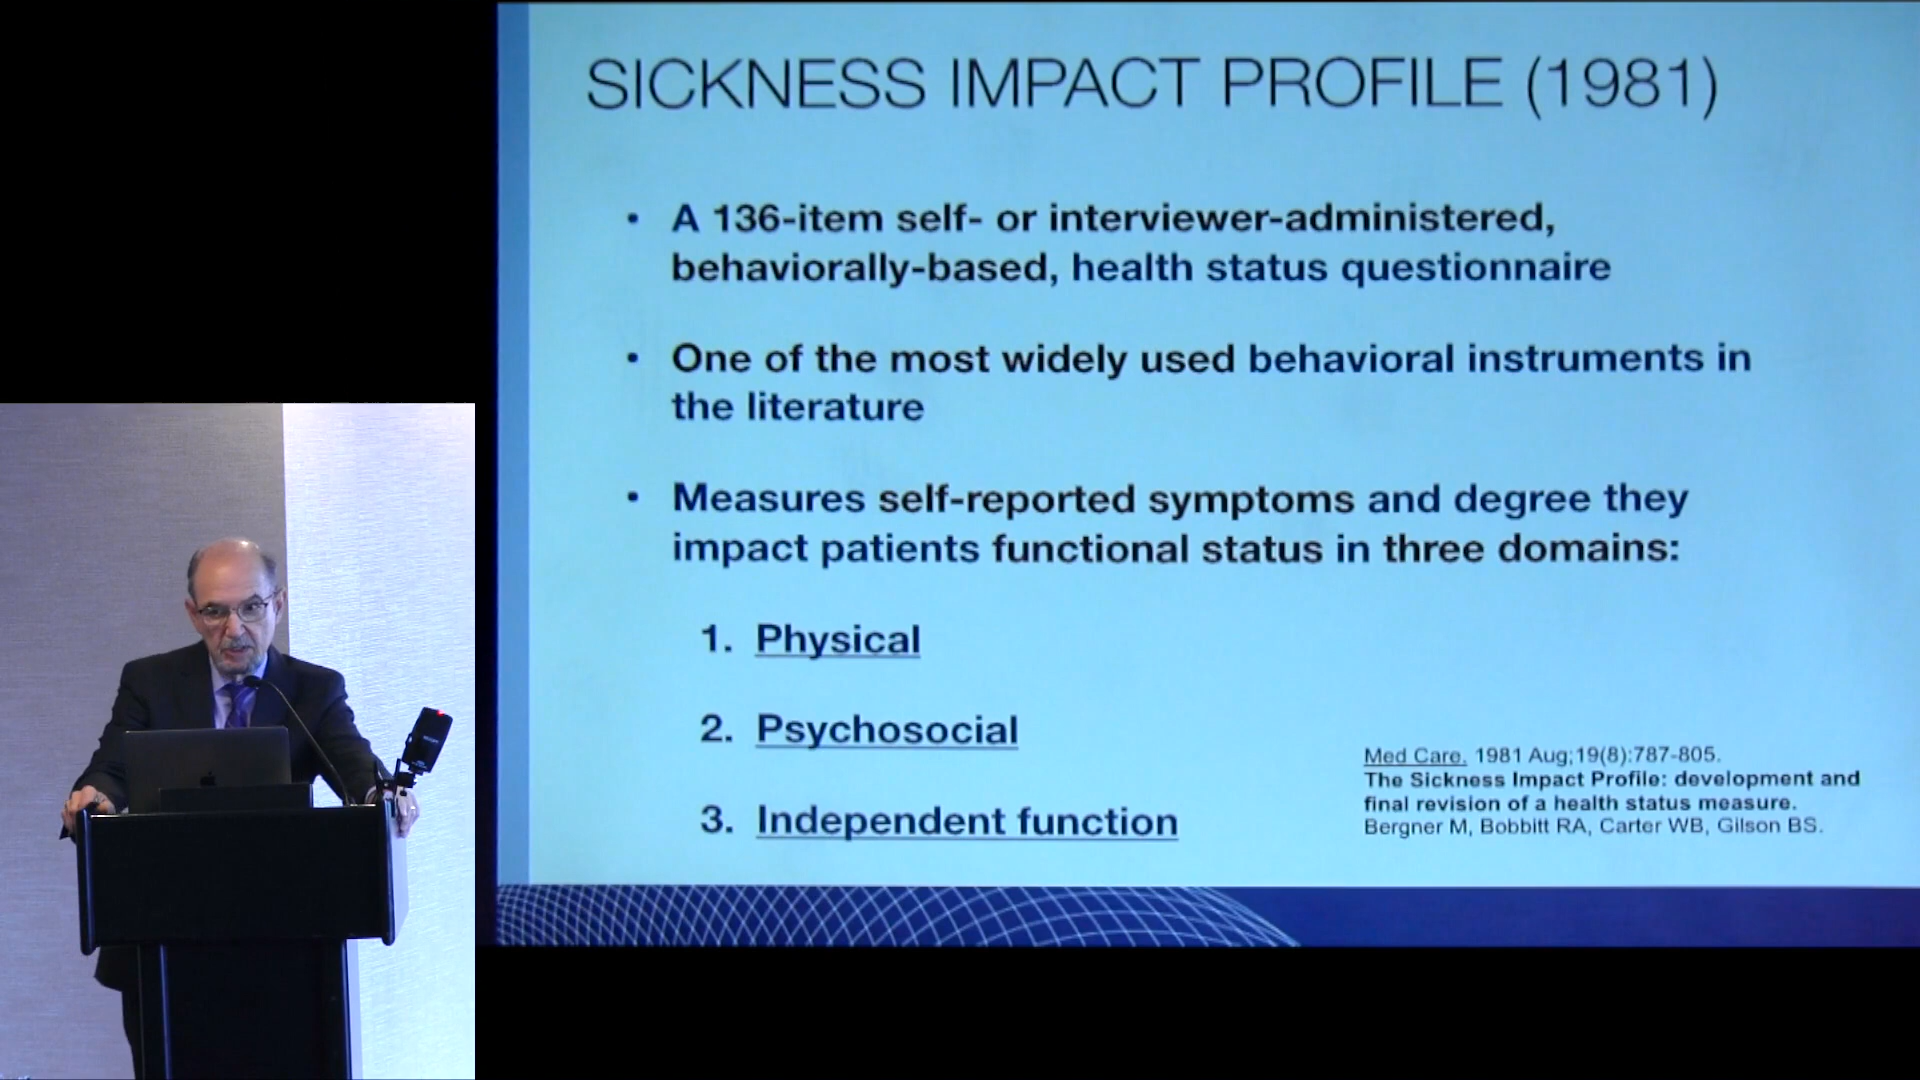 SICKNESS IMPACT PROFILE (1981)
• A 136-item self- or interviewer-administered,
behaviorally-based, health status questionnaire
• One of the most widely used behavioral instruments in
the literature
• Measures self-reported symptoms and degree they
impact patients functional status in three domains:
1. Physical
2. Psychosocial
3. Independent function
Med Care. 1981 Aug;19(8):787-805.
The Sickness Impact Profile: development and
final revision of a health status measure.
Bergner M, Bobbitt RA, Carter WB, Gilson BS.